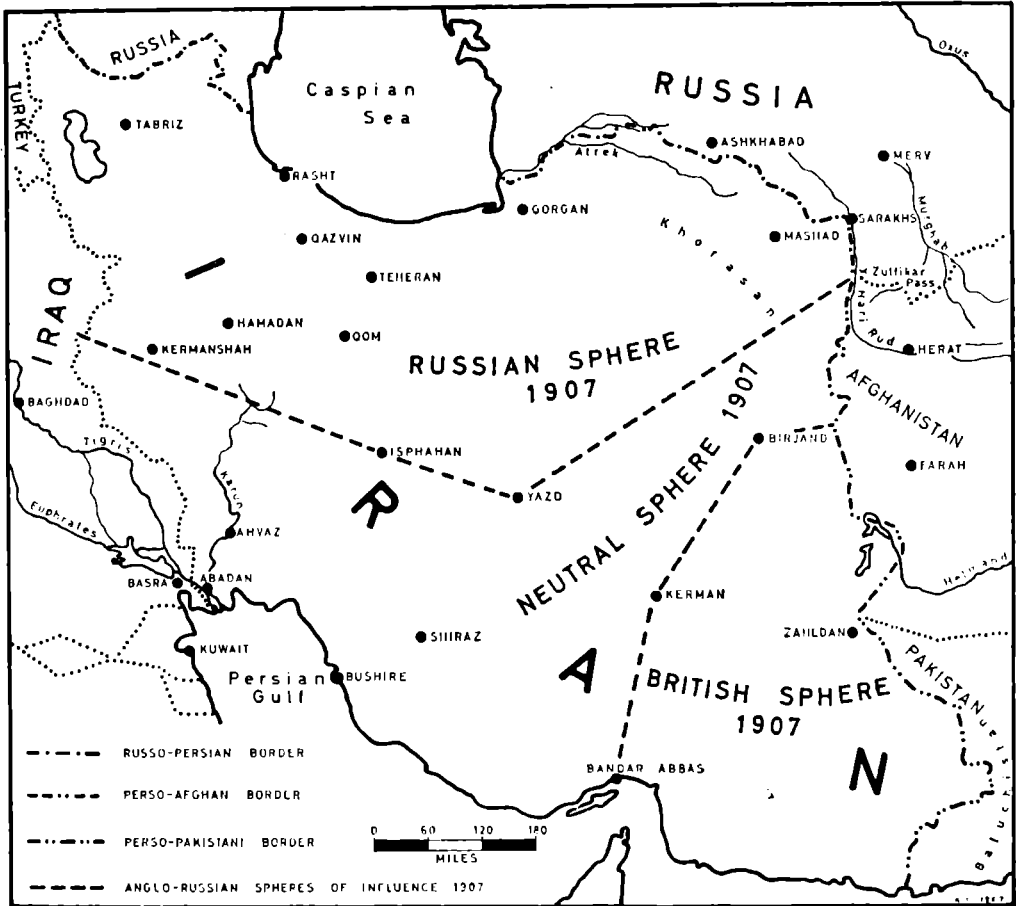 RUSSIA
Caspian
Sea
RUSSIA
Oxus
TURKEY
TABRIZ
Atrek
ASHKHABAD
MERV
RASHT
GORGAN
Khorasan
MASHAD
SARAKHS
Murghab
QAZVIN
TEHERAN
Zulfikar
Pass
I
IRAQ
HAMADAN
QOM
KERMANSHAH
RUSSIAN SPHERE
1907
Hari
Rud
HERAT
BAGHDAD
AFGHANISTAN
Tigris
ISPHAHAN
BIRJAND
FARAH
YAZD
R
NEUTRAL SPHERE 1907
Karun
Euphrates
AHVAZ
BASRA
ABADAN
Helmand
KERMAN
SHIRAZ
ZAHLDAN
KUWAIT
Persian
Gulf
BUSHIRE
A
BRITISH SPHERE
1907
PAKISTAN
N
BANDAR ABBAS
RUSSO-PERSIAN BORDER
PERSO-AFGHAN BORDER
PERSO-PAKISTANI BORDER
ANGLO-RUSSIAN SPHERES OF INFLUENCE 1907
0 60 120 180
MILES